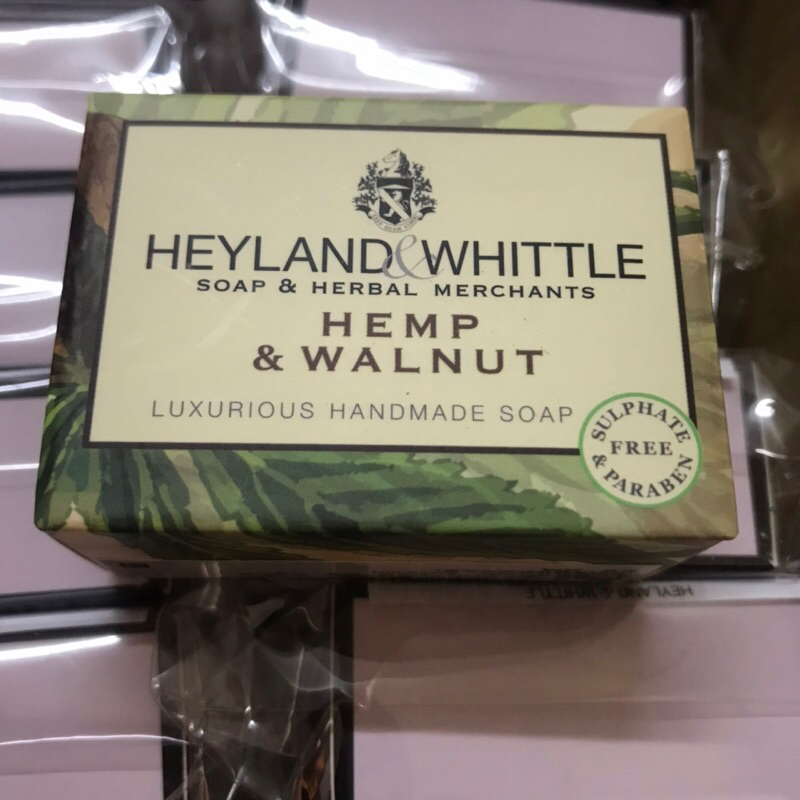 HEYLAND & WHITTLE
SOAP & HERBAL MERCHANTS
HEMP
& WALNUT
LUXURIOUS HANDMADE SOAP
SULPHATE
FREE
& PARABEN
HEYLAND & WHITTLE